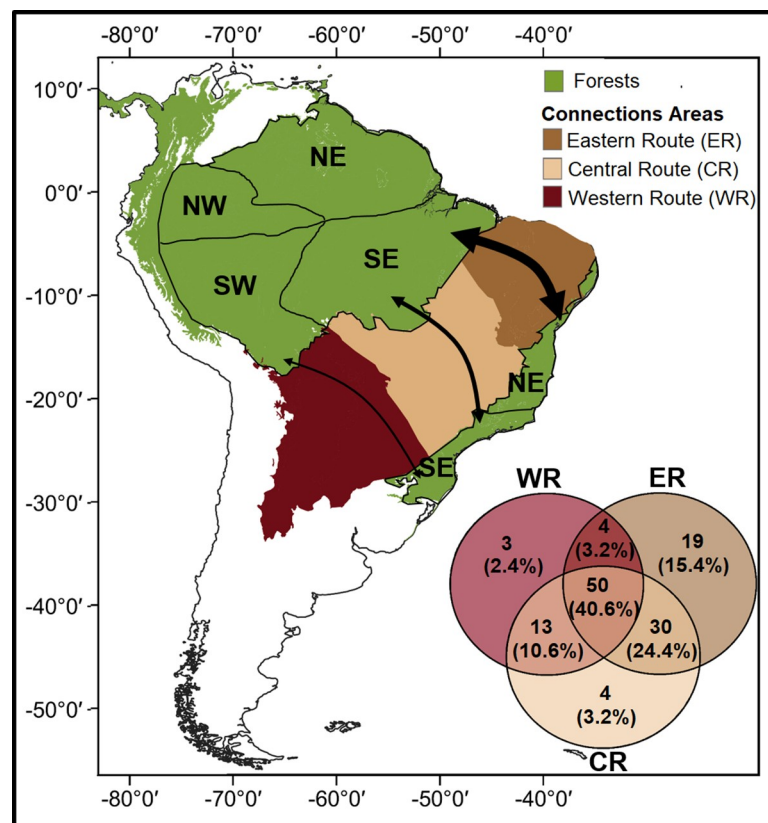 -80°0′ -70°0′ -60°0′ -50°0′ -40°0′
10°0′
0°0′
-10°0′
-20°0′
-30°0′
-40°0′
-50°0′
Forests
Connections Areas
Eastern Route (ER)
Central Route (CR)
Western Route (WR)
NE
NW
SE
SW
NE
SE
WR ER
4
(3.2%)
3
(2.4%)
19
(15.4%)
50
(40.6%)
13
(10.6%)
30
(24.4%)
4
(3.2%)
CR
-80°0′ -70°0′ -60°0′ -50°0′ -40°0′